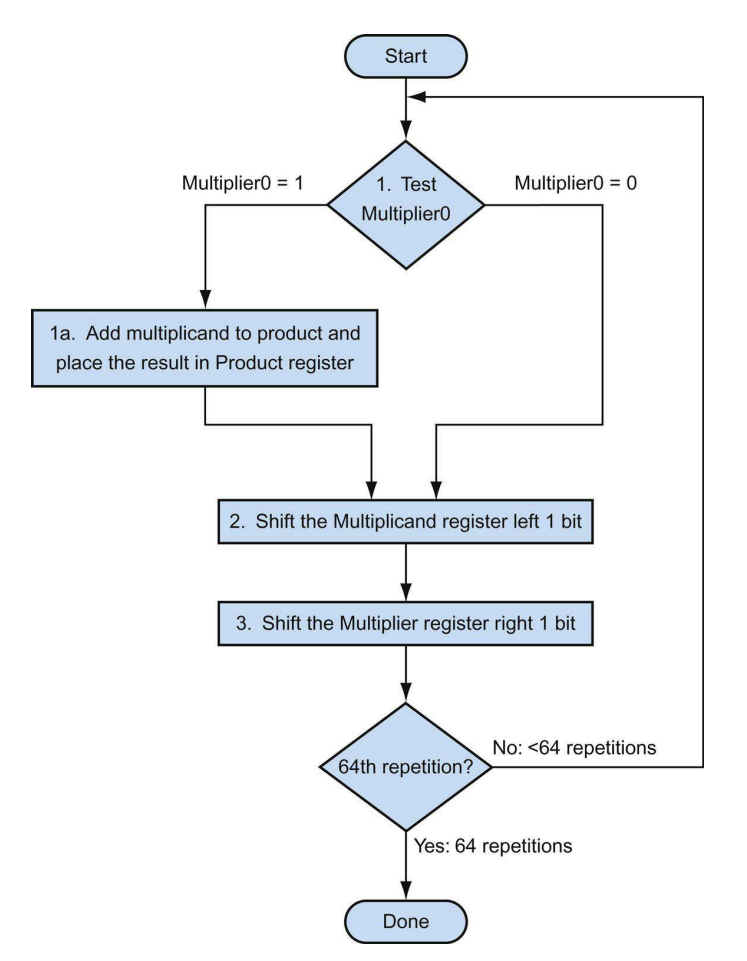 Start
Multiplier0 = 1
1. Test
Multiplier0
Multiplier0 = 0
1a. Add multiplicand to product and
place the result in Product register
2. Shift the Multiplicand register left 1 bit
3. Shift the Multiplier register right 1 bit
64th repetition?
No: <64 repetitions
Yes: 64 repetitions
Done